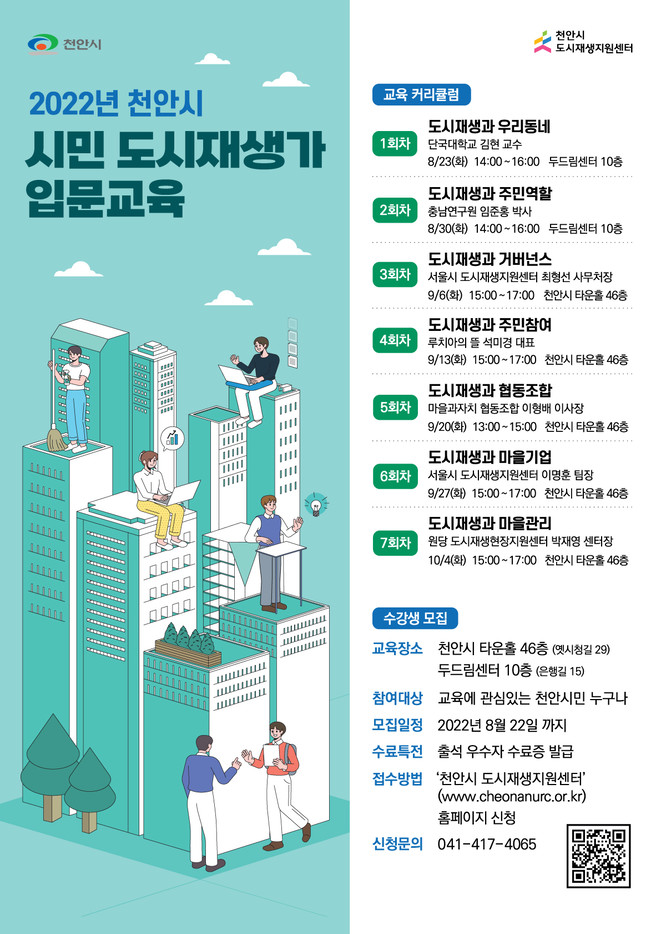 천안시
2022년 천안시
시민 도시재생가
입문교육
천안시
도시재생지원센터
교육 커리큘럼
1회차
도시재생과 우리동네
단국대학교 김현 교수
8/23(화) 14:00~16:00 두드림센터 10층
2회차
도시재생과 주민역할
충남연구원 임준홍 박사
8/30(화) 14:00~16:00 두드림센터 10층
3회차
도시재생과 거버넌스
서울시 도시재생지원센터 최형선 사무처장
9/6(화) 15:00~17:00 천안시 타운홀 46층
4회차
도시재생과 주민참여
루치아의 뜰 석미경 대표
9/13(화) 15:00~17:00 천안시 타운홀 46층
5회차
도시재생과 협동조합
마을과자치 협동조합 이형배 이사장
9/20(화) 13:00~15:00 천안시 타운홀 46층
6회차
도시재생과 마을기업
서울시 도시재생지원센터 이명훈 팀장
9/27(화) 15:00~17:00 천안시 타운홀 46층
7회차
도시재생과 마을관리
원당 도시재생현장지원센터 박재영 센터장
10/4(화) 15:00~17:00 천안시 타운홀 46층
수강생 모집
교육장소 천안시 타운홀 46층 (옛시청길 29)
두드림센터 10층 (은행길 15)
참여대상 교육에 관심있는 천안시민 누구나
모집일정 2022년 8월 22일 까지
수료특전 출석 우수자 수료증 발급
접수방법 ‘천안시 도시재생지원센터’
(www.cheonanurc.or.kr)
홈페이지 신청
신청문의 041-417-4065